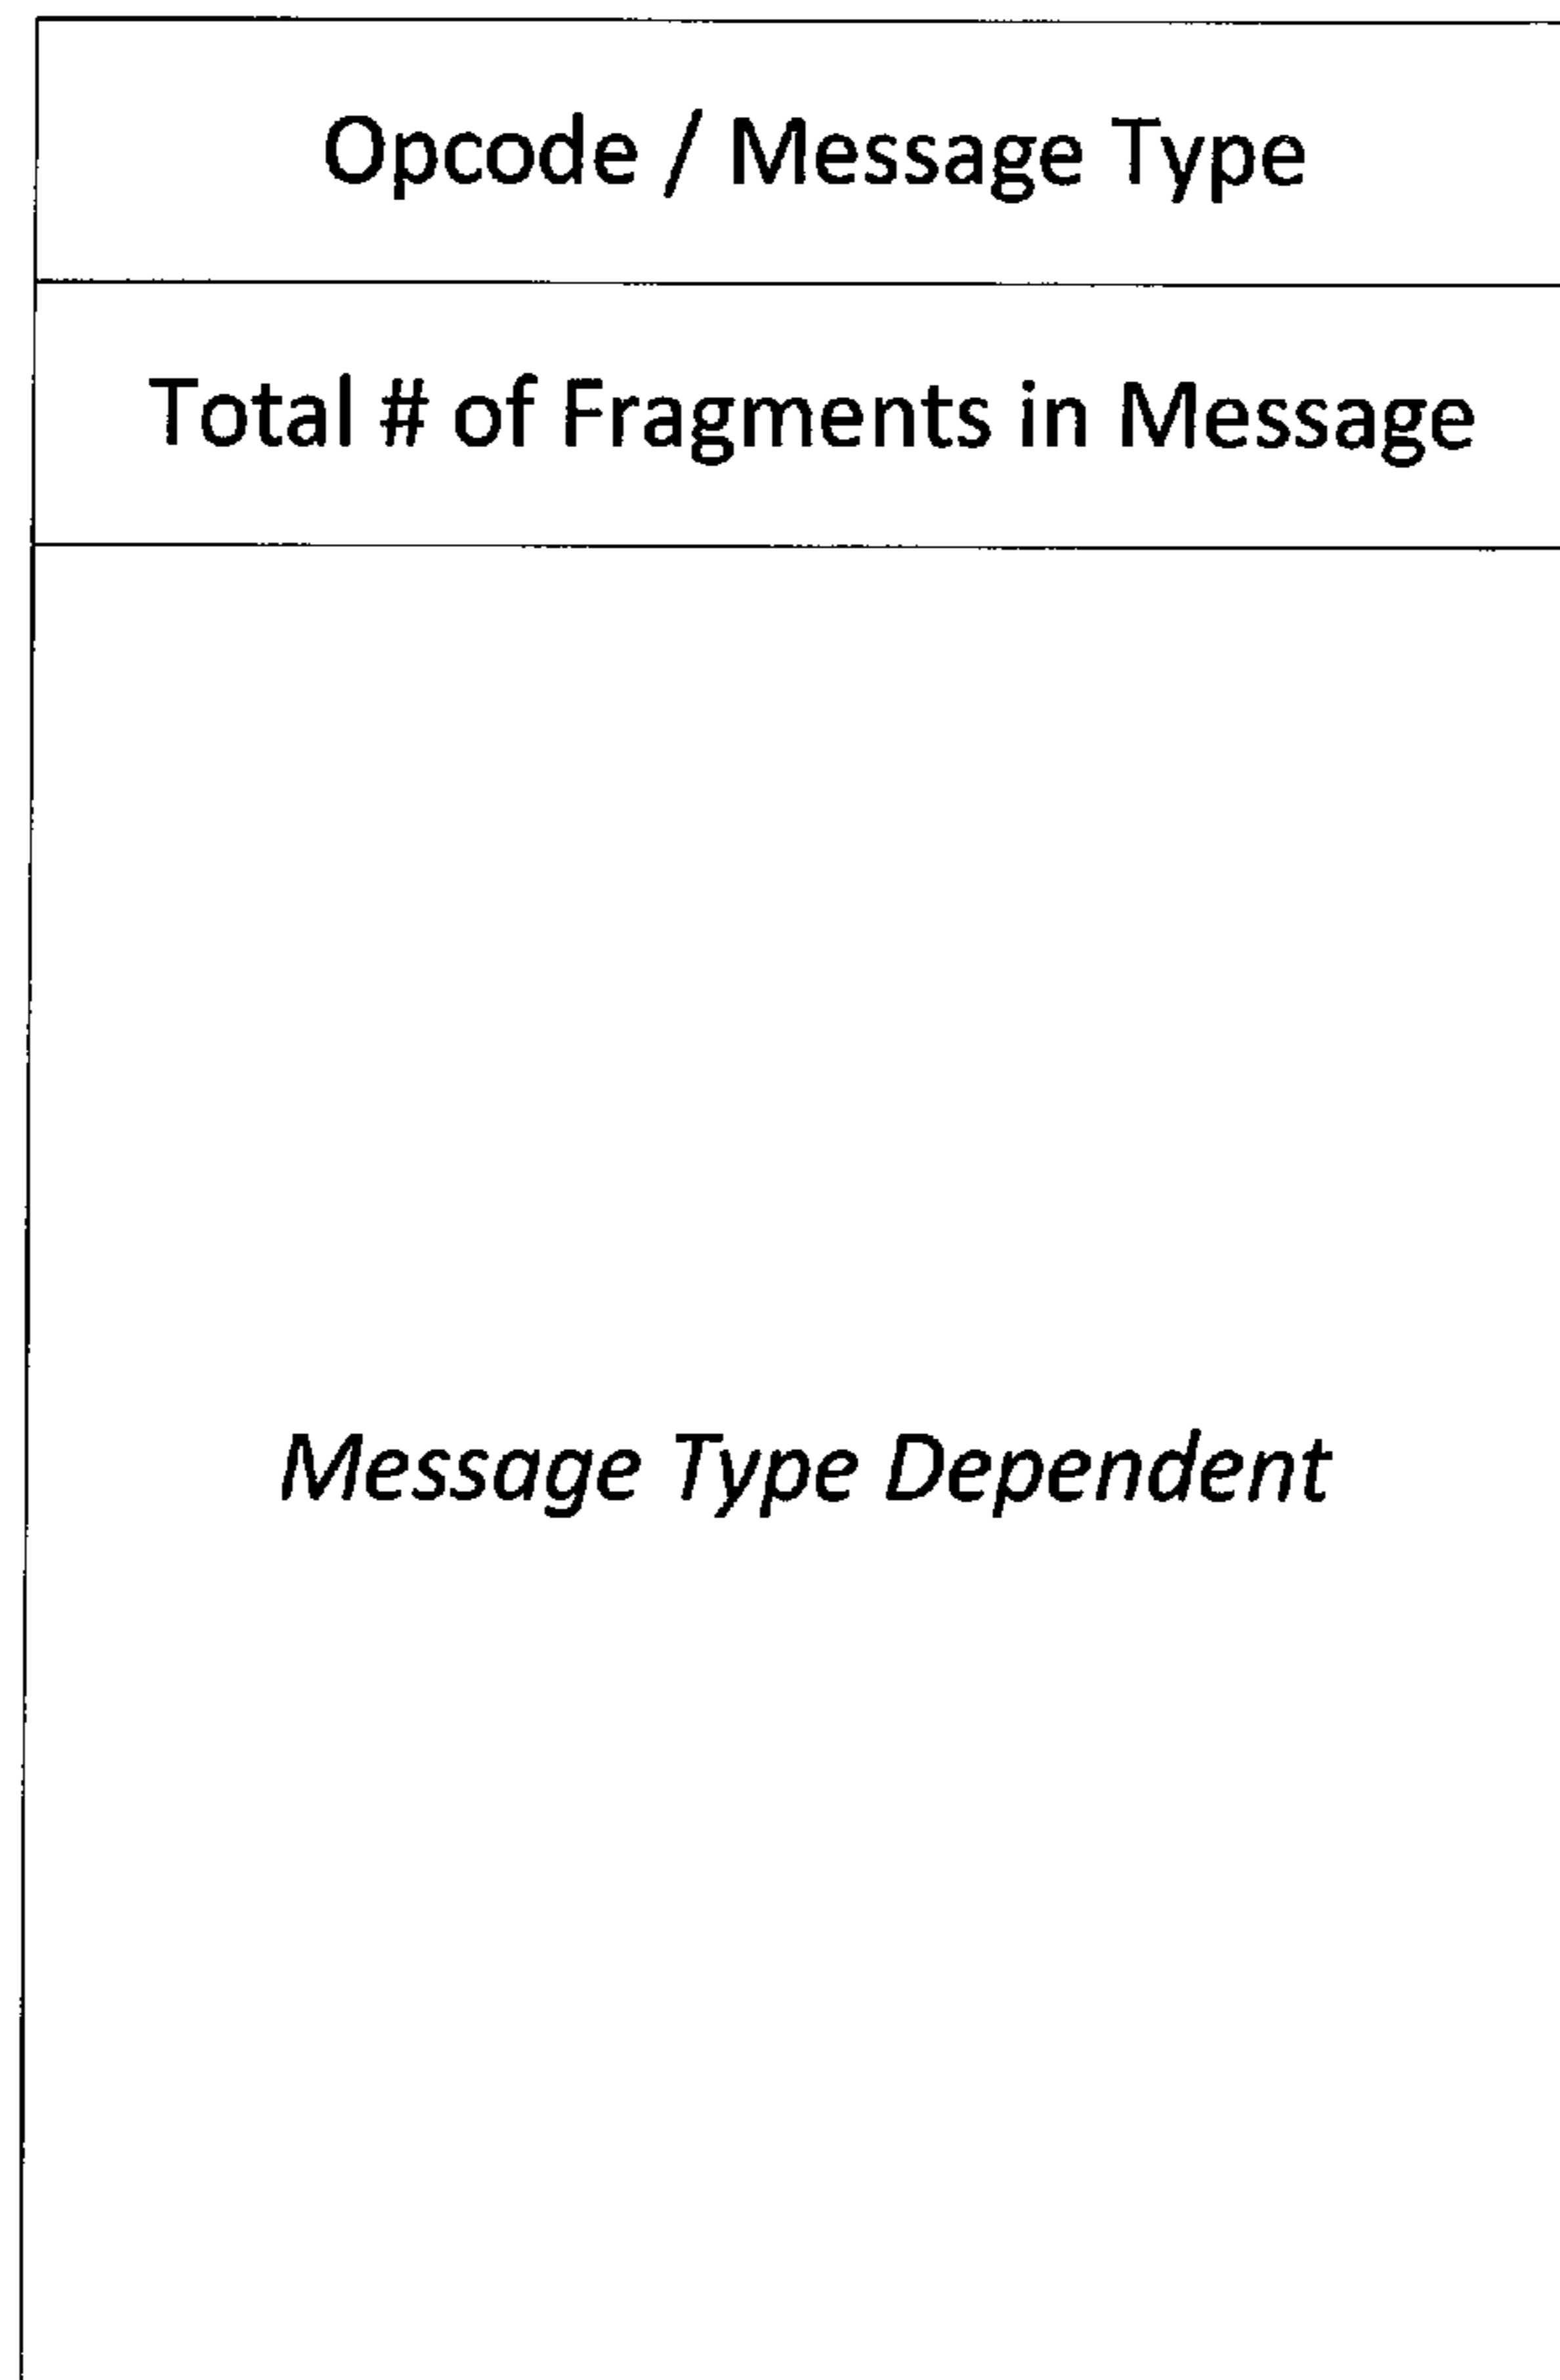 Opcode / Message Type
Total # of Fragments in Message
Message Type Dependent